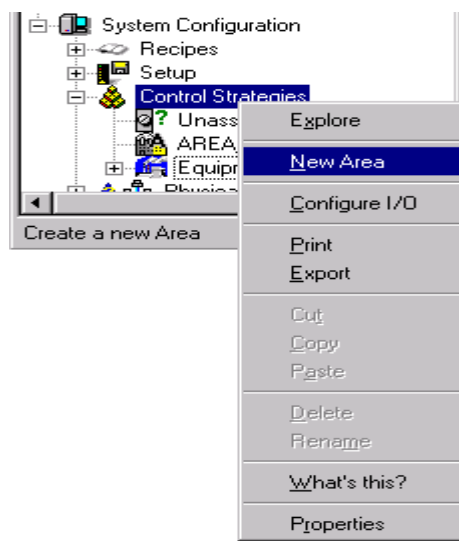 System Configuration
Recipes
Setup
Control Strategies
? Unass
AREA_
Equipr
Create a new Area
Explore
New Area
Configure I/O
Print
Export
Cut
Copy
Paste
Delete
Rename
What's this?
Properties